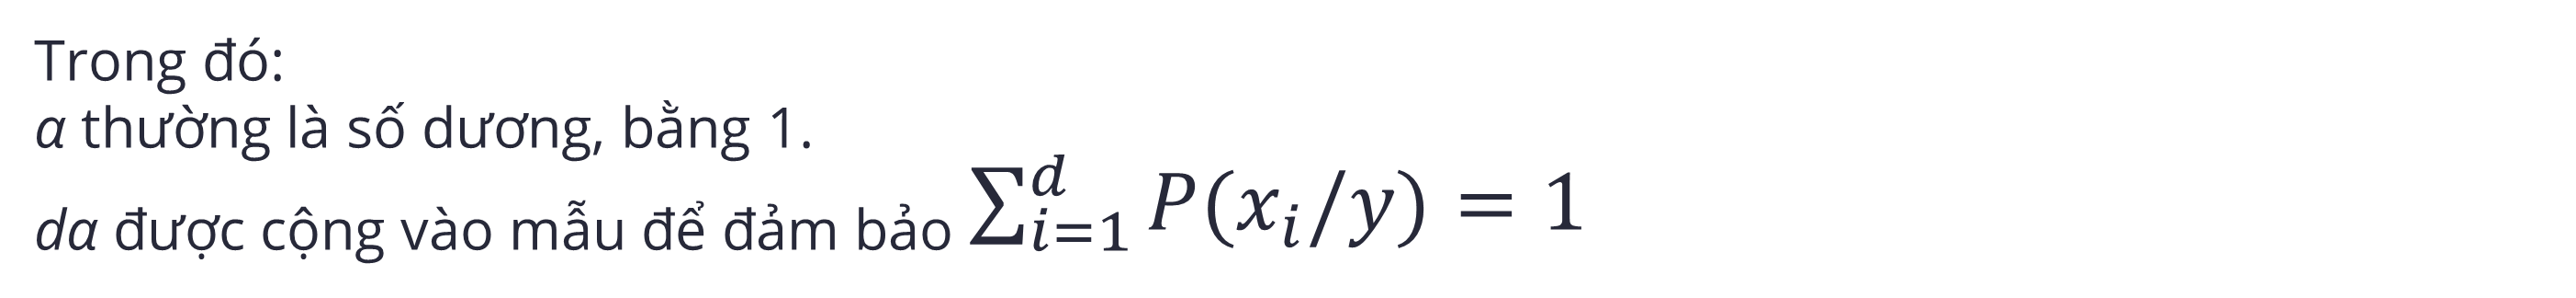 Trong đó:
α thường là số dương, bằng 1.
dα được cộng vào mẫu để đảm bảo $\sum_{i=1}^{d} P(x_i/y) = 1$